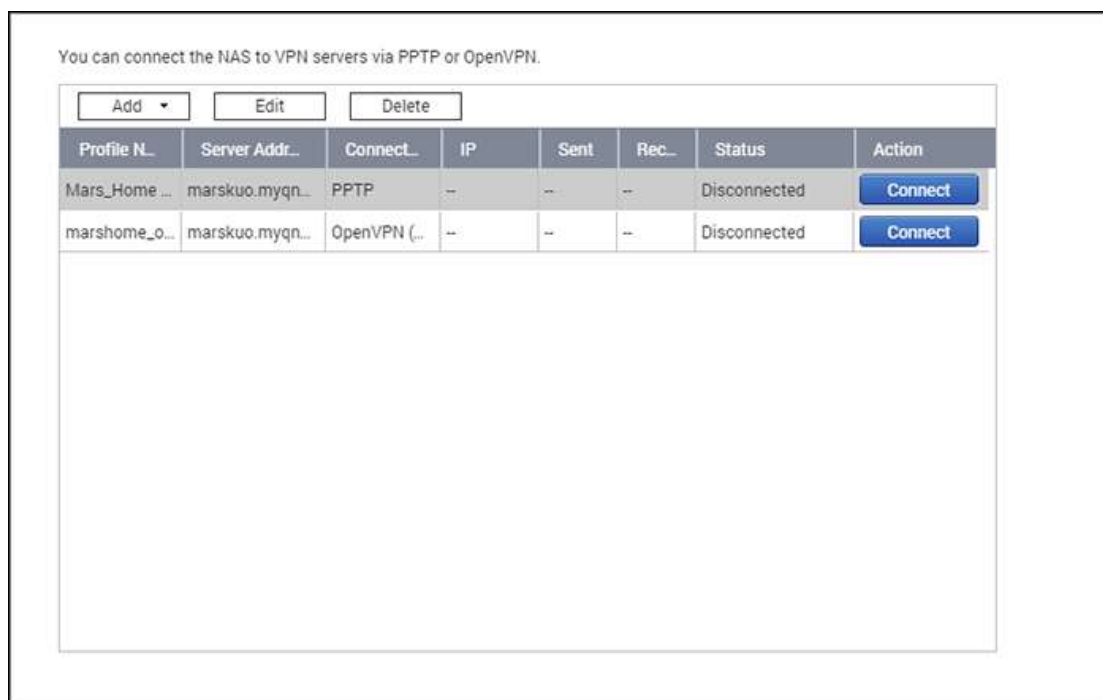 You can connect the NAS to VPN servers via PPTP or OpenVPN.
Add Edit Delete
Profile N... Server Addr... Connect... IP Sent Rec... Status Action
Mars_Home ... marskuo.myqn... PPTP -- -- -- Disconnected Connect
marshome_o... marskuo.myqn... OpenVPN (... -- -- -- Disconnected Connect